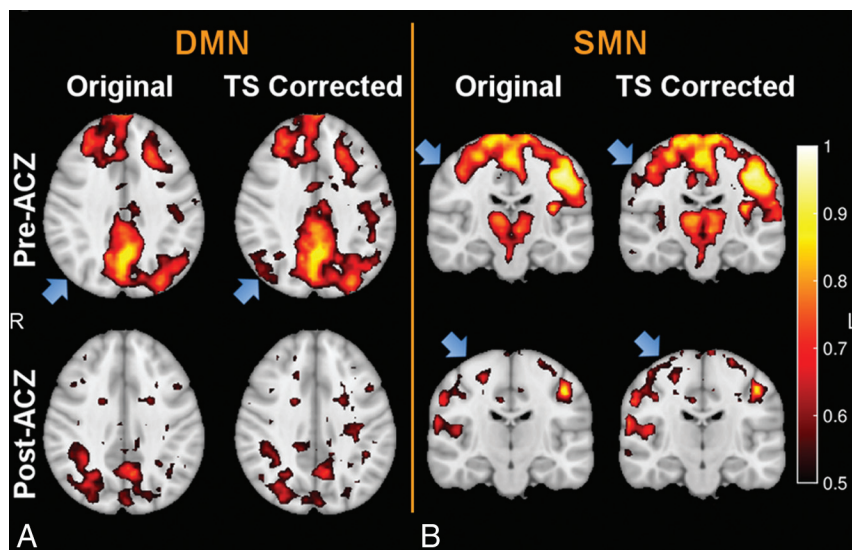 DMN
SMN
Original
TS Corrected
Original
TS Corrected
Pre-ACZ
Post-ACZ
R
L
1
0.9
0.8
0.7
0.6
0.5
A
B